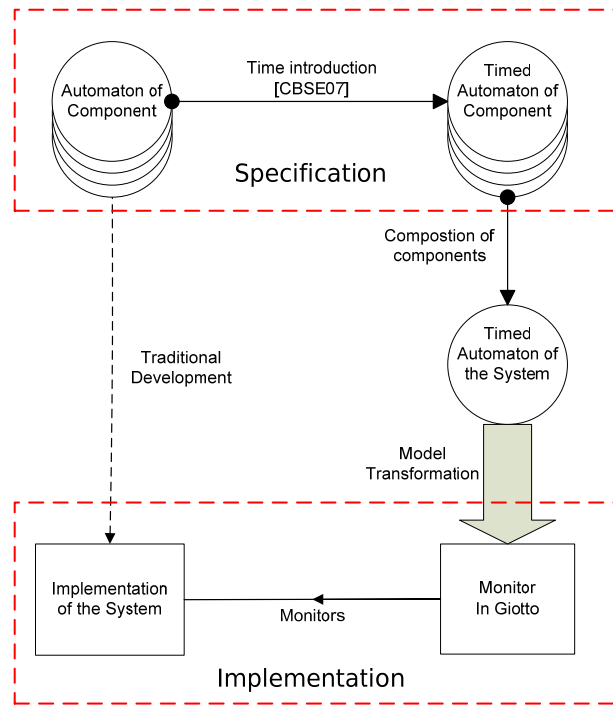 Automaton of
Component
Time introduction
[CBSE07]
Timed
Automaton of
Component
Specification
Compostion of
components
Timed
Automaton of
the System
Traditional
Development
Model
Transformation
Implementation
of the System
Monitors
Monitor
In Giotto
Implementation